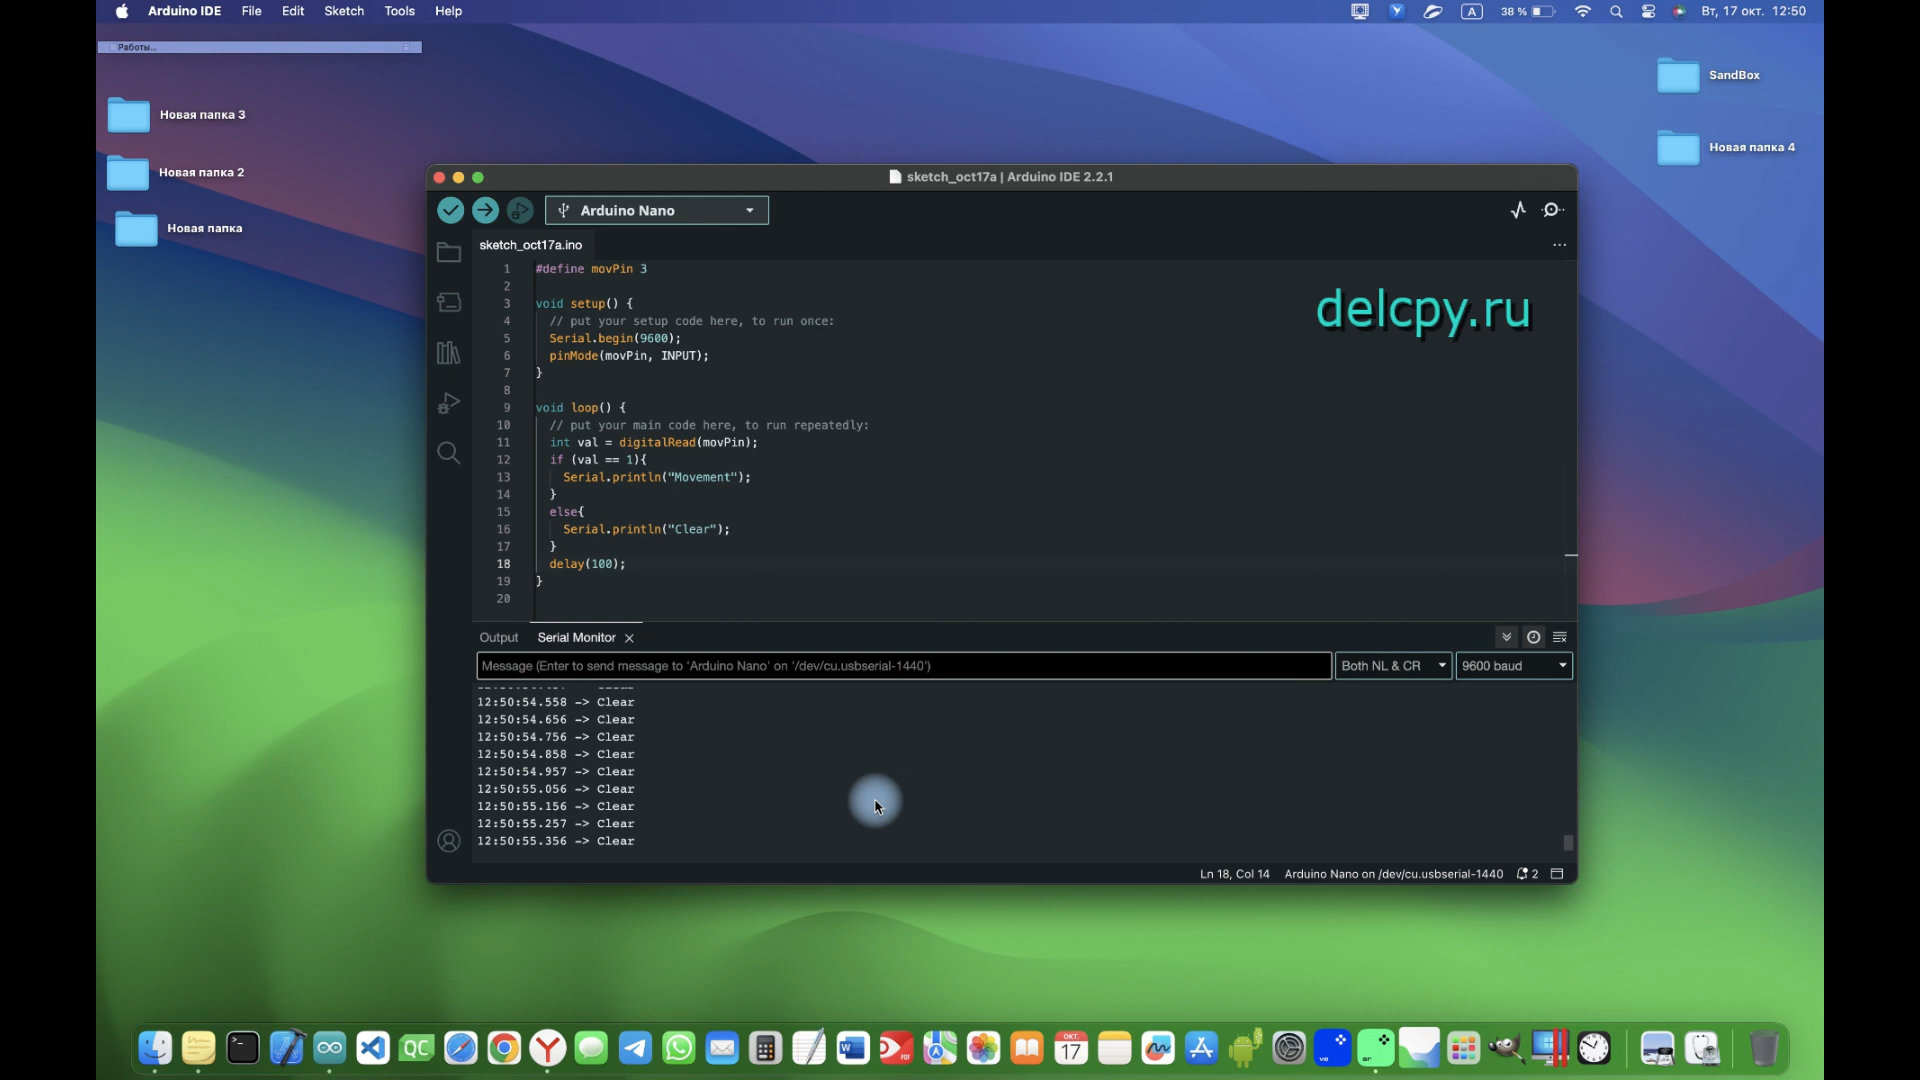 Arduino IDE File Edit Sketch Tools Help
A 38 % Вт, 17 окт. 12:50
Работы...
Новая папка 3
Новая папка 2
Новая папка
SandBox
Новая папка 4
sketch_oct17a | Arduino IDE 2.2.1
Arduino Nano
sketch_oct17a.ino
1 #define movPin 3
2
3 void setup() {
4 // put your setup code here, to run once:
5 Serial.begin(9600);
6 pinMode(movPin, INPUT);
7 }
8
9 void loop() {
10 // put your main code here, to run repeatedly:
11 int val = digitalRead(movPin);
12 if (val == 1){
13 Serial.println("Movement");
14 }
15 else{
16 Serial.println("Clear");
17 }
18 delay(100);
19 }
20
delcpy.ru
Output Serial Monitor
Message (Enter to send message to 'Arduino Nano' on '/dev/cu.usbserial-1440')
Both NL & CR 9600 baud
12:50:54.558 -> Clear
12:50:54.656 -> Clear
12:50:54.756 -> Clear
12:50:54.858 -> Clear
12:50:54.957 -> Clear
12:50:55.056 -> Clear
12:50:55.156 -> Clear
12:50:55.257 -> Clear
12:50:55.356 -> Clear
Ln 18, Col 14 Arduino Nano on /dev/cu.usbserial-1440 2
QC
W
PDF
ОКТ.
17